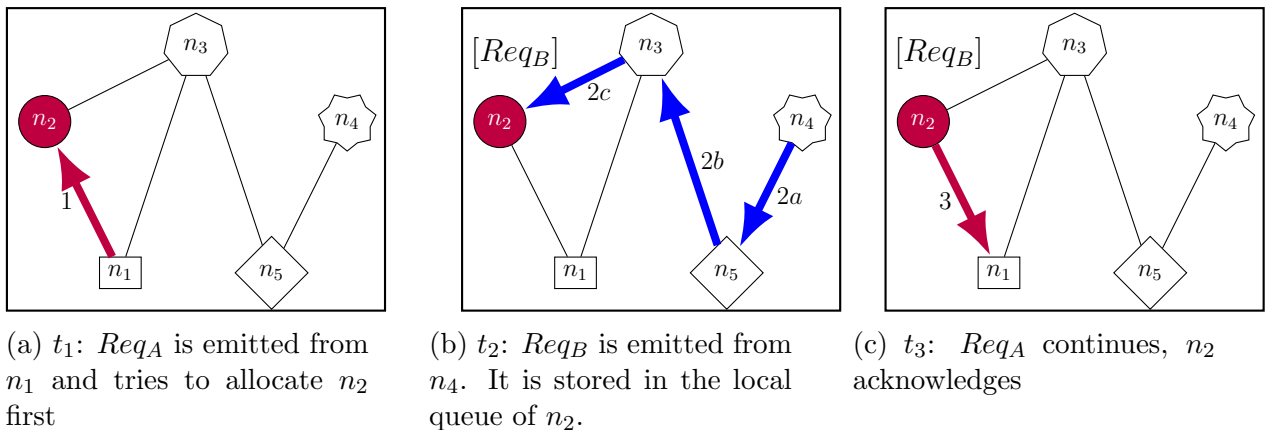 n3
n2
n4
1
n1
n5
(a) t1: ReqA is emitted from
n1 and tries to allocate n2
first
[ReqB]
n3
2c
n2
n4
2b
2a
n1
n5
(b) t2: ReqB is emitted from
n4. It is stored in the local
queue of n2.
[ReqB]
n3
n2
n4
3
n1
n5
(c) t3: ReqA continues, n2
acknowledges